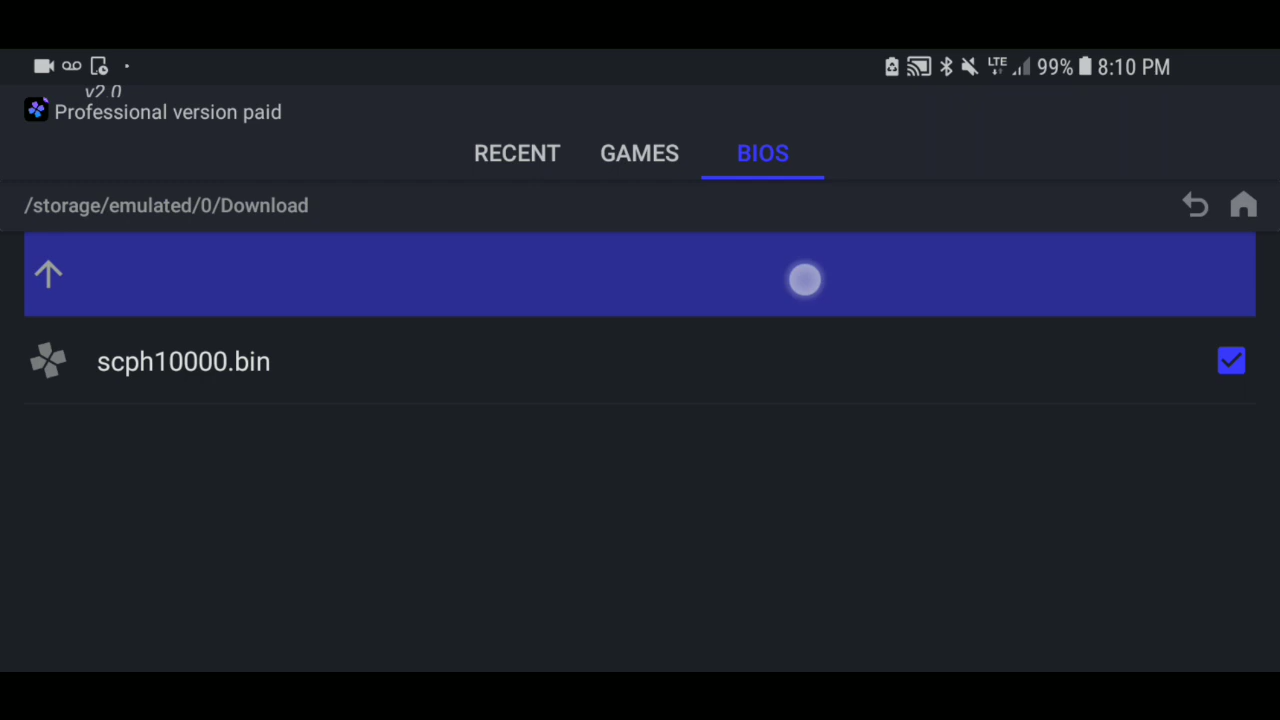 99% 8:10 PM
v2.0
Professional version paid
RECENT GAMES BIOS
/storage/emulated/0/Download
scph10000.bin